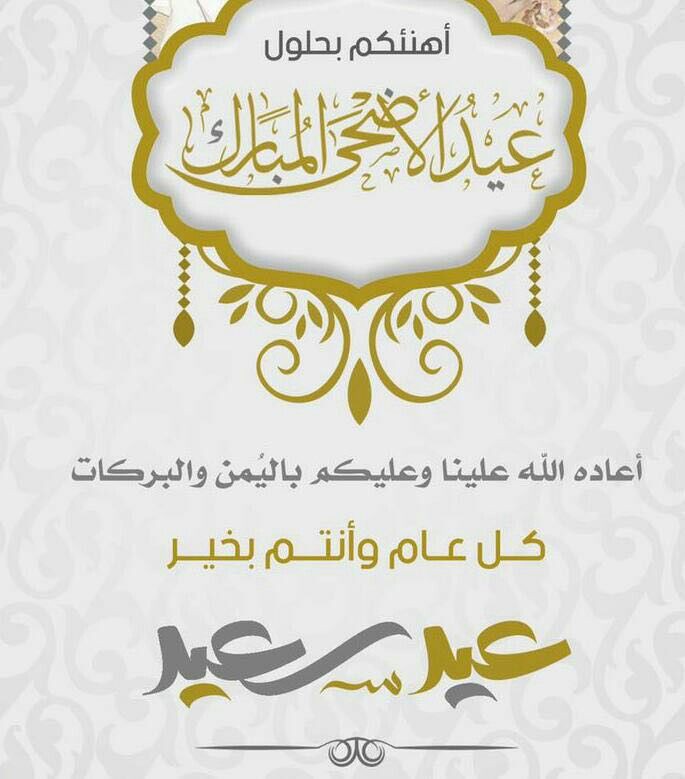 أهنئكم بحلول
عيد الأضحى المبارك
أعاده الله علينا وعليكم باليُمن والبركات
كل عام وأنتم بخير
عيد سعيد